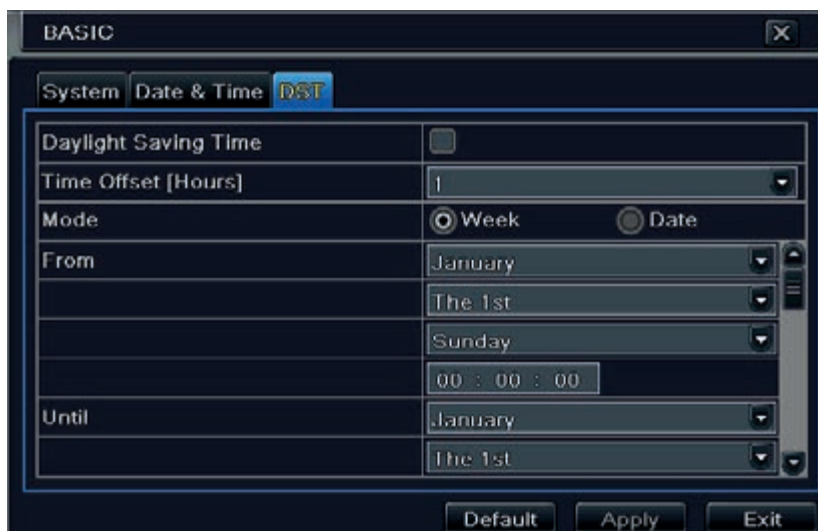 BASIC
System Date & Time DST
Daylight Saving Time
Time Offset [Hours] 1
Mode Week Date
From January
The 1st
Sunday
00 : 00 : 00
Until January
The 1st
Default Apply Exit